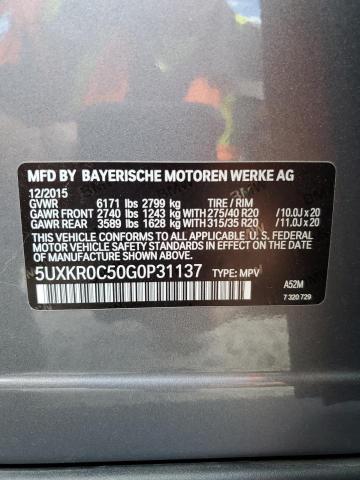 MFD BY BAYERISCHE MOTOREN WERKE AG
12/2015
GVWR 6171 lbs 2799 kg TIRE / RIM
GAWR FRONT 2740 lbs 1243 kg WITH 275/40 R20 /10.0J x 20
GAWR REAR 3589 lbs 1628 kg WITH 315/35 R20 /11.0J x 20
THIS VEHICLE CONFORMS TO ALL APPLICABLE
U.S. FEDERAL MOTOR VEHICLE SAFETY STANDARDS IN
EFFECT ON THE DATE OF MANUFACTURE SHOWN ABOVE.
5UXKR0C50G0P31137 TYPE: MPV
A52M
7 320 729